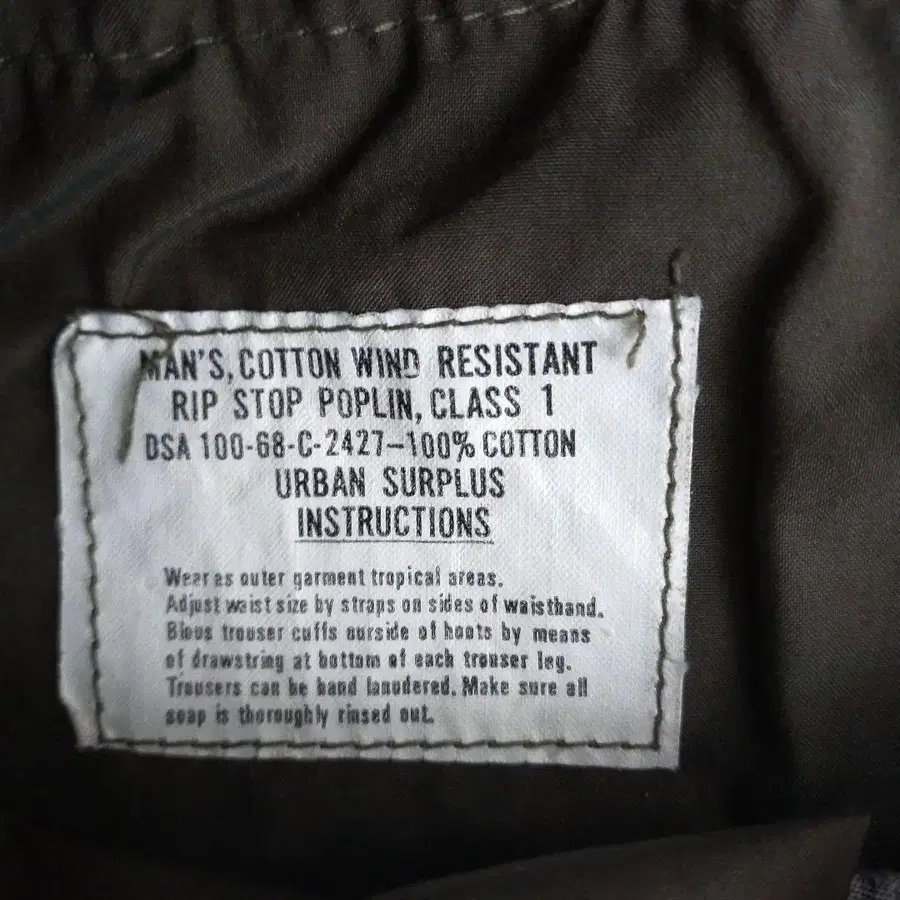 MAN'S, COTTON WIND RESISTANT
RIP STOP POPLIN, CLASS 1
DSA 100-68-C-2427-100% COTTON
URBAN SURPLUS
INSTRUCTIONS
Wear as outer garment tropical areas.
Adjust waist size by straps on sides of waistband.
Blous trouser cuffs ourside of boots by means
of drawstring at bottom of each trouser leg.
Trousers can be hand lanudered. Make sure all
soap is thoroughly rinsed out.